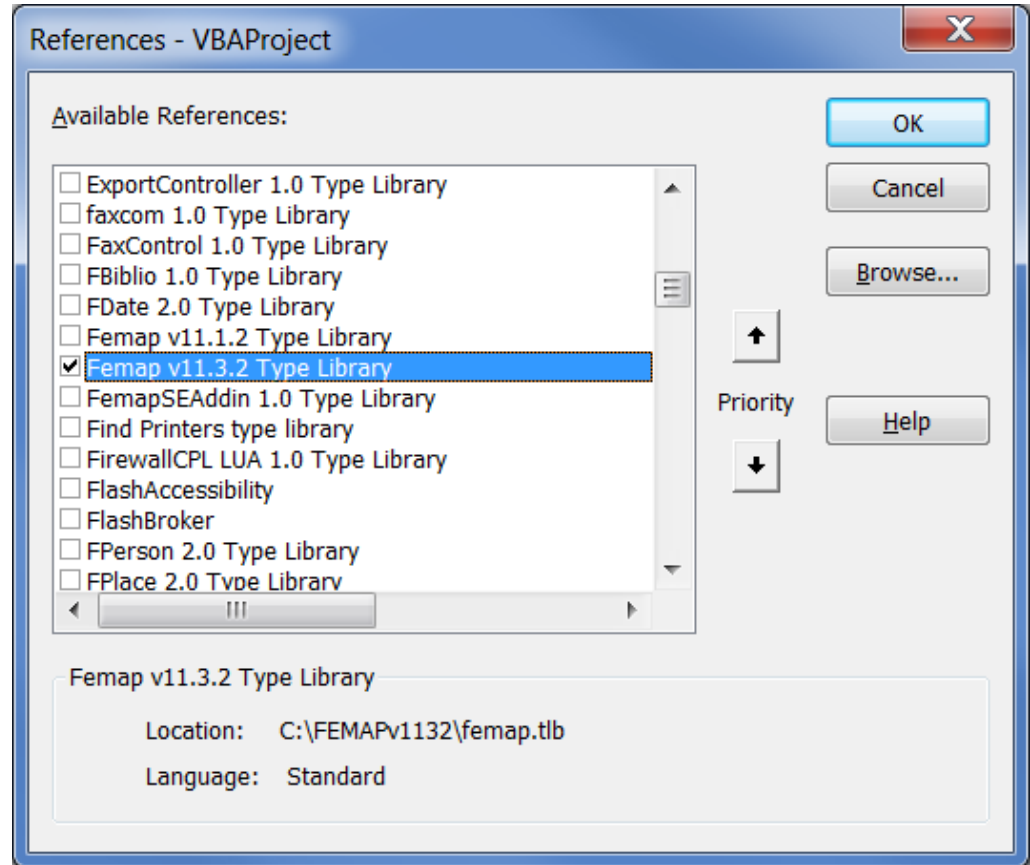 References - VBAProject
Available References:
OK
ExportController 1.0 Type Library
Cancel
faxcom 1.0 Type Library
FaxControl 1.0 Type Library
FBiblio 1.0 Type Library
Browse...
FDate 2.0 Type Library
Femap v11.1.2 Type Library
Femap v11.3.2 Type Library
FemapSEAddin 1.0 Type Library
Priority
Help
Find Printers type library
FirewallCPL LUA 1.0 Type Library
FlashAccessibility
FlashBroker
FPerson 2.0 Type Library
FPlace 2.0 Type Library
Femap v11.3.2 Type Library
Location: C:\FEMAPv1132\femap.tlb
Language: Standard